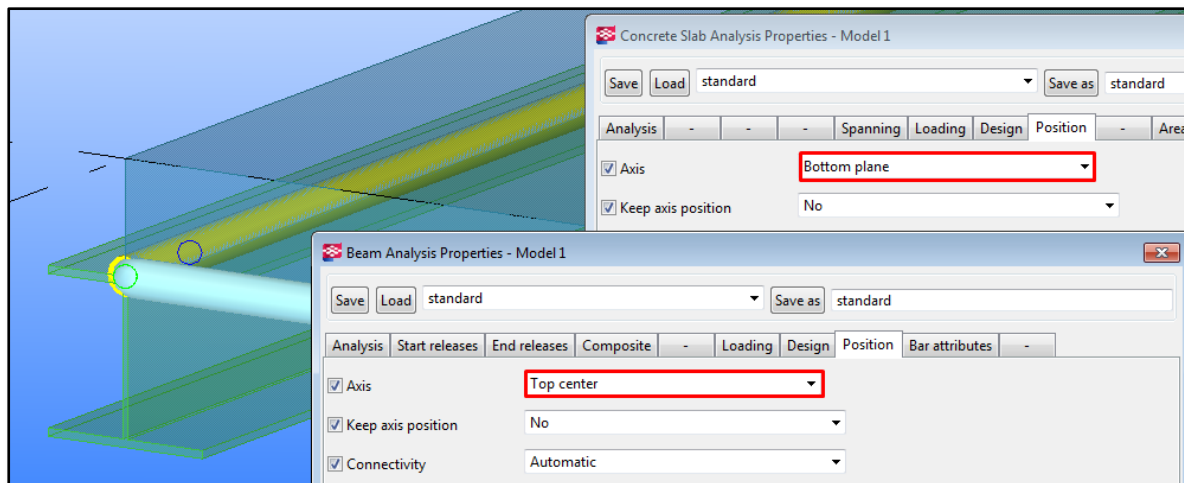 Concrete Slab Analysis Properties - Model 1
Save Load standard Save as standard
Analysis - - - Spanning Loading Design Position - Area
Axis Bottom plane
Keep axis position No
Beam Analysis Properties - Model 1
Save Load standard Save as standard
Analysis Start releases End releases Composite - Loading Design Position Bar attributes -
Axis Top center
Keep axis position No
Connectivity Automatic